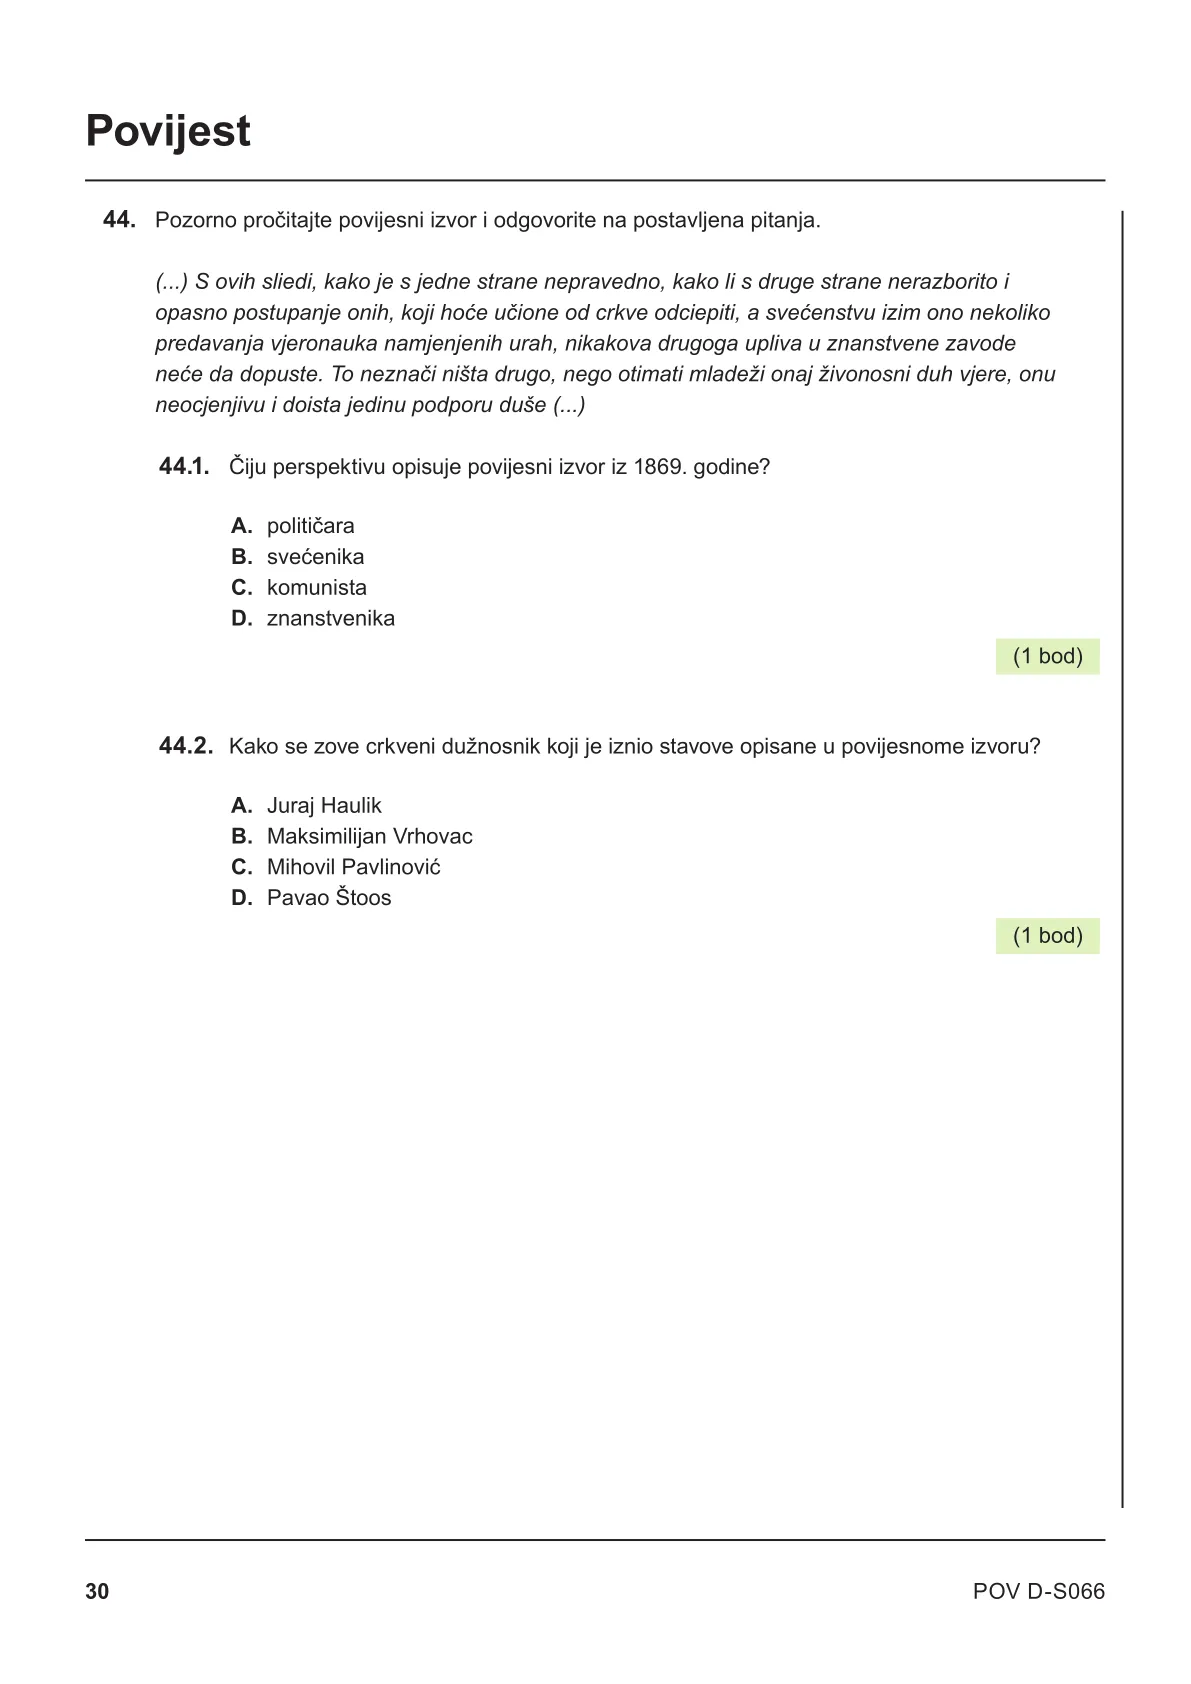 Povijest
44. Pozorno pročitajte povijesni izvor i odgovorite na postavljena pitanja.
(...) S ovih sliedi, kako je s jedne strane nepravedno, kako li s druge strane nerazborito i
opasno postupanje onih, koji hoće učione od crkve odciepiti, a svećenstvu izim ono nekoliko
predavanja vjeronauka namjenjenih urah, nikakova drugoga upliva u znanstvene zavode
neće da dopuste. To neznači ništa drugo, nego otimati mladeži onaj živonosni duh vjere, onu
neocjenjivu i doista jedinu podporu duše (...)
44.1. Čiju perspektivu opisuje povijesni izvor iz 1869. godine?
A. političara
B. svećenika
C. komunista
D. znanstvenika
(1 bod)
44.2. Kako se zove crkveni dužnosnik koji je iznio stavove opisane u povijesnome izvoru?
A. Juraj Haulik
B. Maksimilijan Vrhovac
C. Mihovil Pavlinović
D. Pavao Štoos
(1 bod)
30 POV D-S066